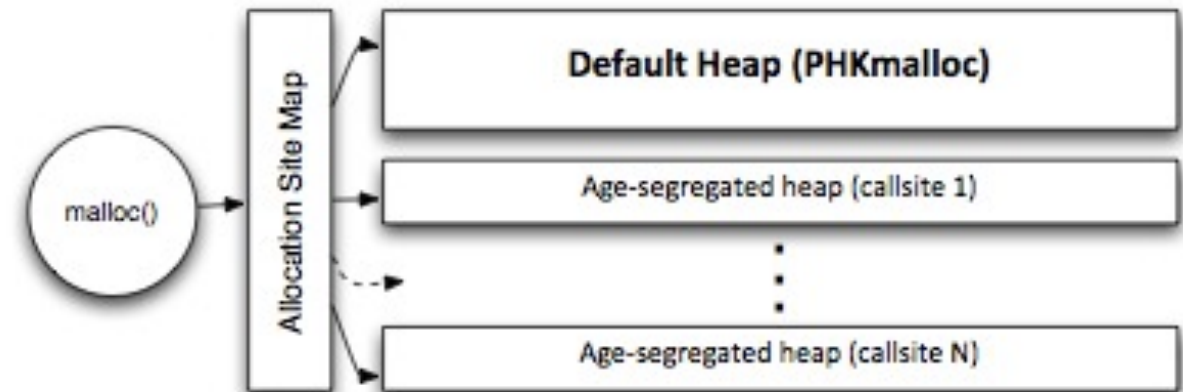 malloc()
Allocation Site Map
Default Heap (PHKmalloc)
Age-segregated heap (callsite 1)
Age-segregated heap (callsite N)